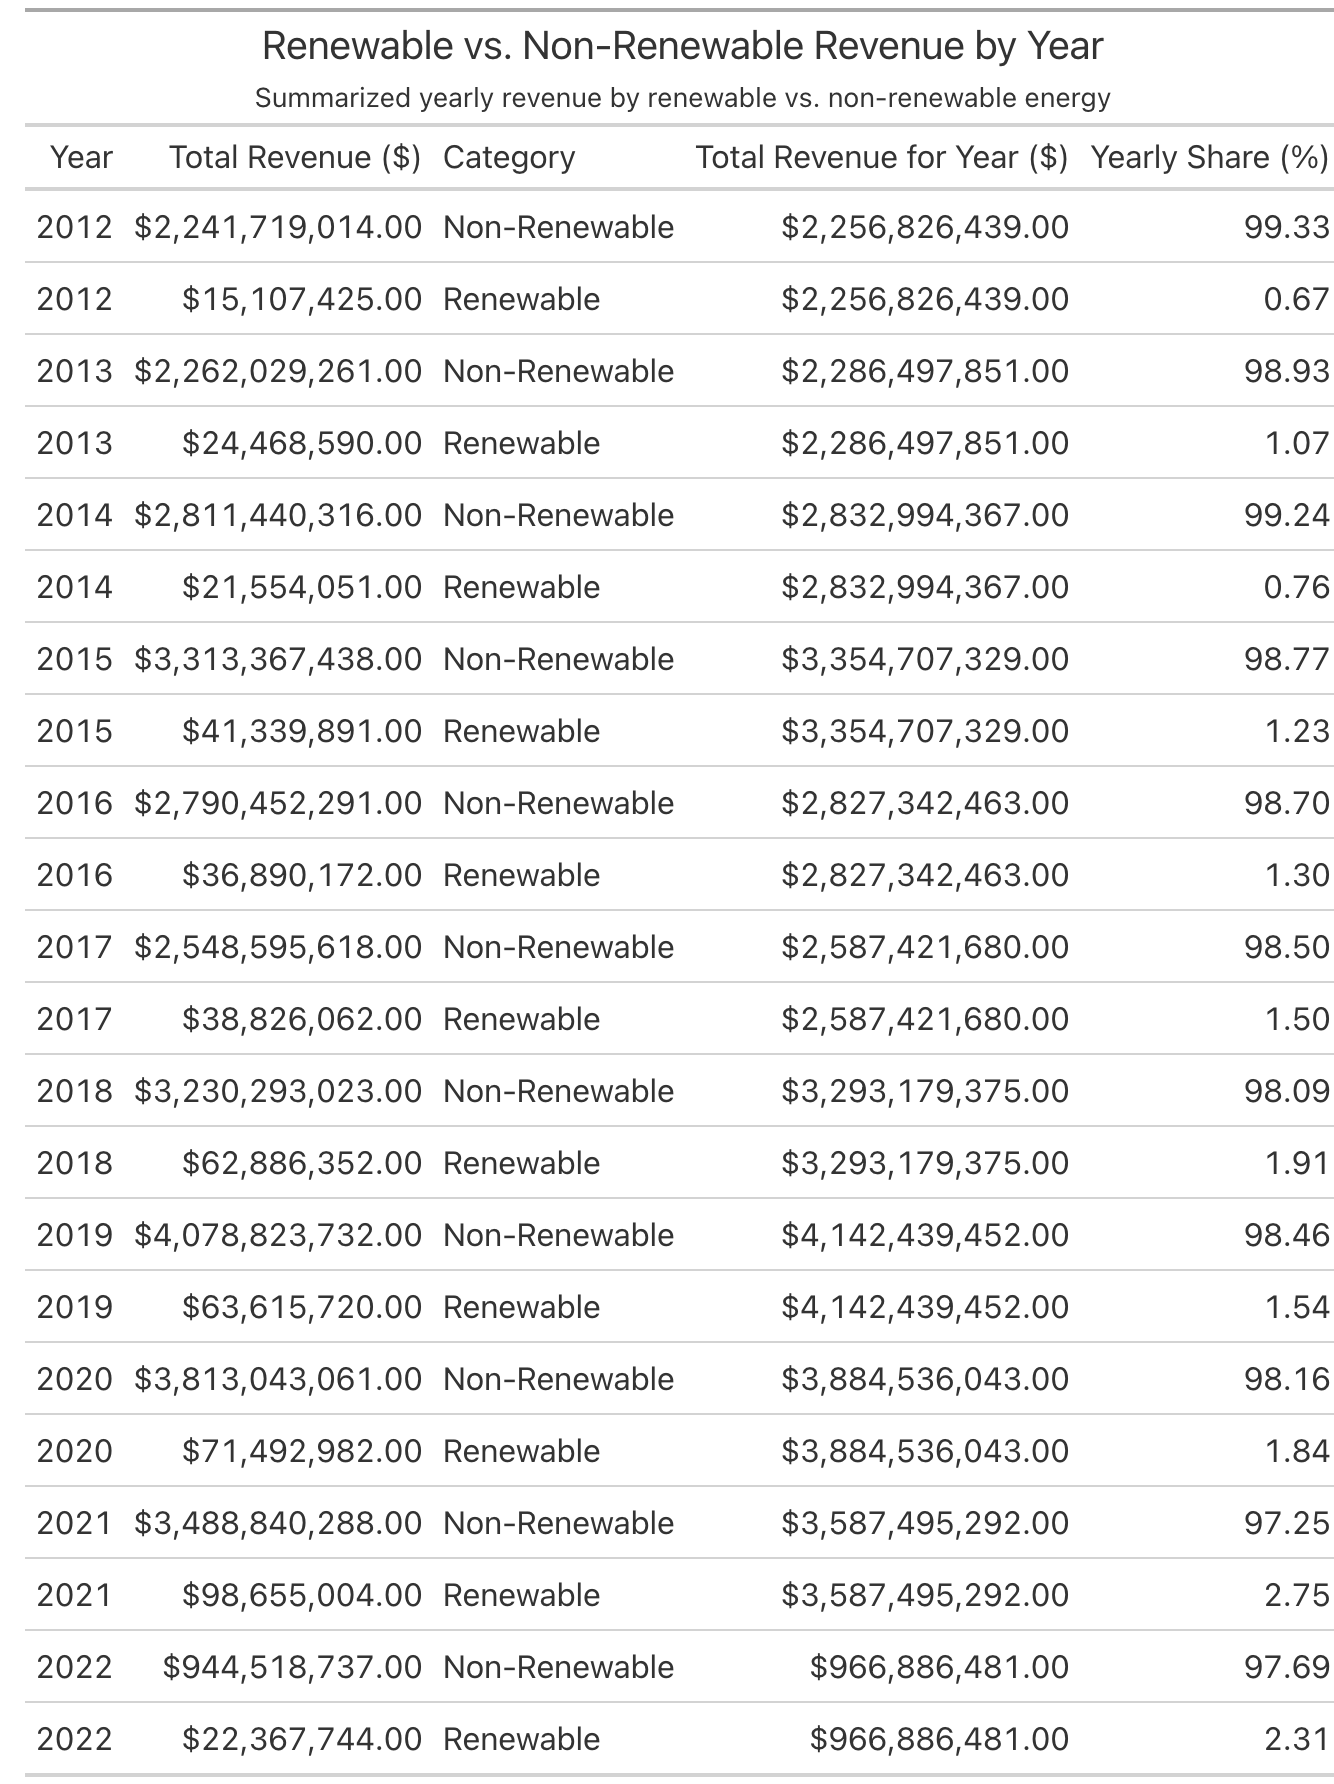 Renewable vs. Non-Renewable Revenue by Year
Summarized yearly revenue by renewable vs. non-renewable energy
Year Total Revenue ($) Category Total Revenue for Year ($) Yearly Share (%)
2012 $2,241,719,014.00 Non-Renewable $2,256,826,439.00 99.33
2012 $15,107,425.00 Renewable $2,256,826,439.00 0.67
2013 $2,262,029,261.00 Non-Renewable $2,286,497,851.00 98.93
2013 $24,468,590.00 Renewable $2,286,497,851.00 1.07
2014 $2,811,440,316.00 Non-Renewable $2,832,994,367.00 99.24
2014 $21,554,051.00 Renewable $2,832,994,367.00 0.76
2015 $3,313,367,438.00 Non-Renewable $3,354,707,329.00 98.77
2015 $41,339,891.00 Renewable $3,354,707,329.00 1.23
2016 $2,790,452,291.00 Non-Renewable $2,827,342,463.00 98.70
2016 $36,890,172.00 Renewable $2,827,342,463.00 1.30
2017 $2,548,595,618.00 Non-Renewable $2,587,421,680.00 98.50
2017 $38,826,062.00 Renewable $2,587,421,680.00 1.50
2018 $3,230,293,023.00 Non-Renewable $3,293,179,375.00 98.09
2018 $62,886,352.00 Renewable $3,293,179,375.00 1.91
2019 $4,078,823,732.00 Non-Renewable $4,142,439,452.00 98.46
2019 $63,615,720.00 Renewable $4,142,439,452.00 1.54
2020 $3,813,043,061.00 Non-Renewable $3,884,536,043.00 98.16
2020 $71,492,982.00 Renewable $3,884,536,043.00 1.84
2021 $3,488,840,288.00 Non-Renewable $3,587,495,292.00 97.25
2021 $98,655,004.00 Renewable $3,587,495,292.00 2.75
2022 $944,518,737.00 Non-Renewable $966,886,481.00 97.69
2022 $22,367,744.00 Renewable $966,886,481.00 2.31